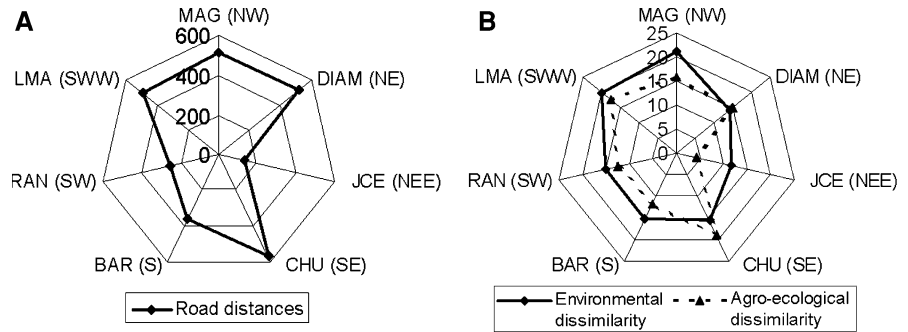 A
MAG (NW)
600
400
200
0
DIAM (NE)
JCE (NEE)
CHU (SE)
BAR (S)
RAN (SW)
LMA (SWW)
Road distances
B
MAG (NW)
25
20
15
10
5
0
DIAM (NE)
JCE (NEE)
CHU (SE)
BAR (S)
RAN (SW)
LMA (SWW)
Environmental
dissimilarity
Agro-ecological
dissimilarity